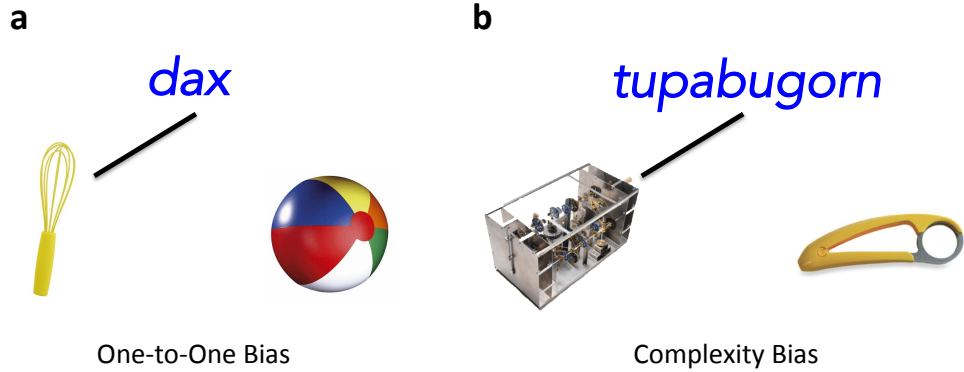 a
dax
One-to-One Bias
b
tupabugorn
Complexity Bias